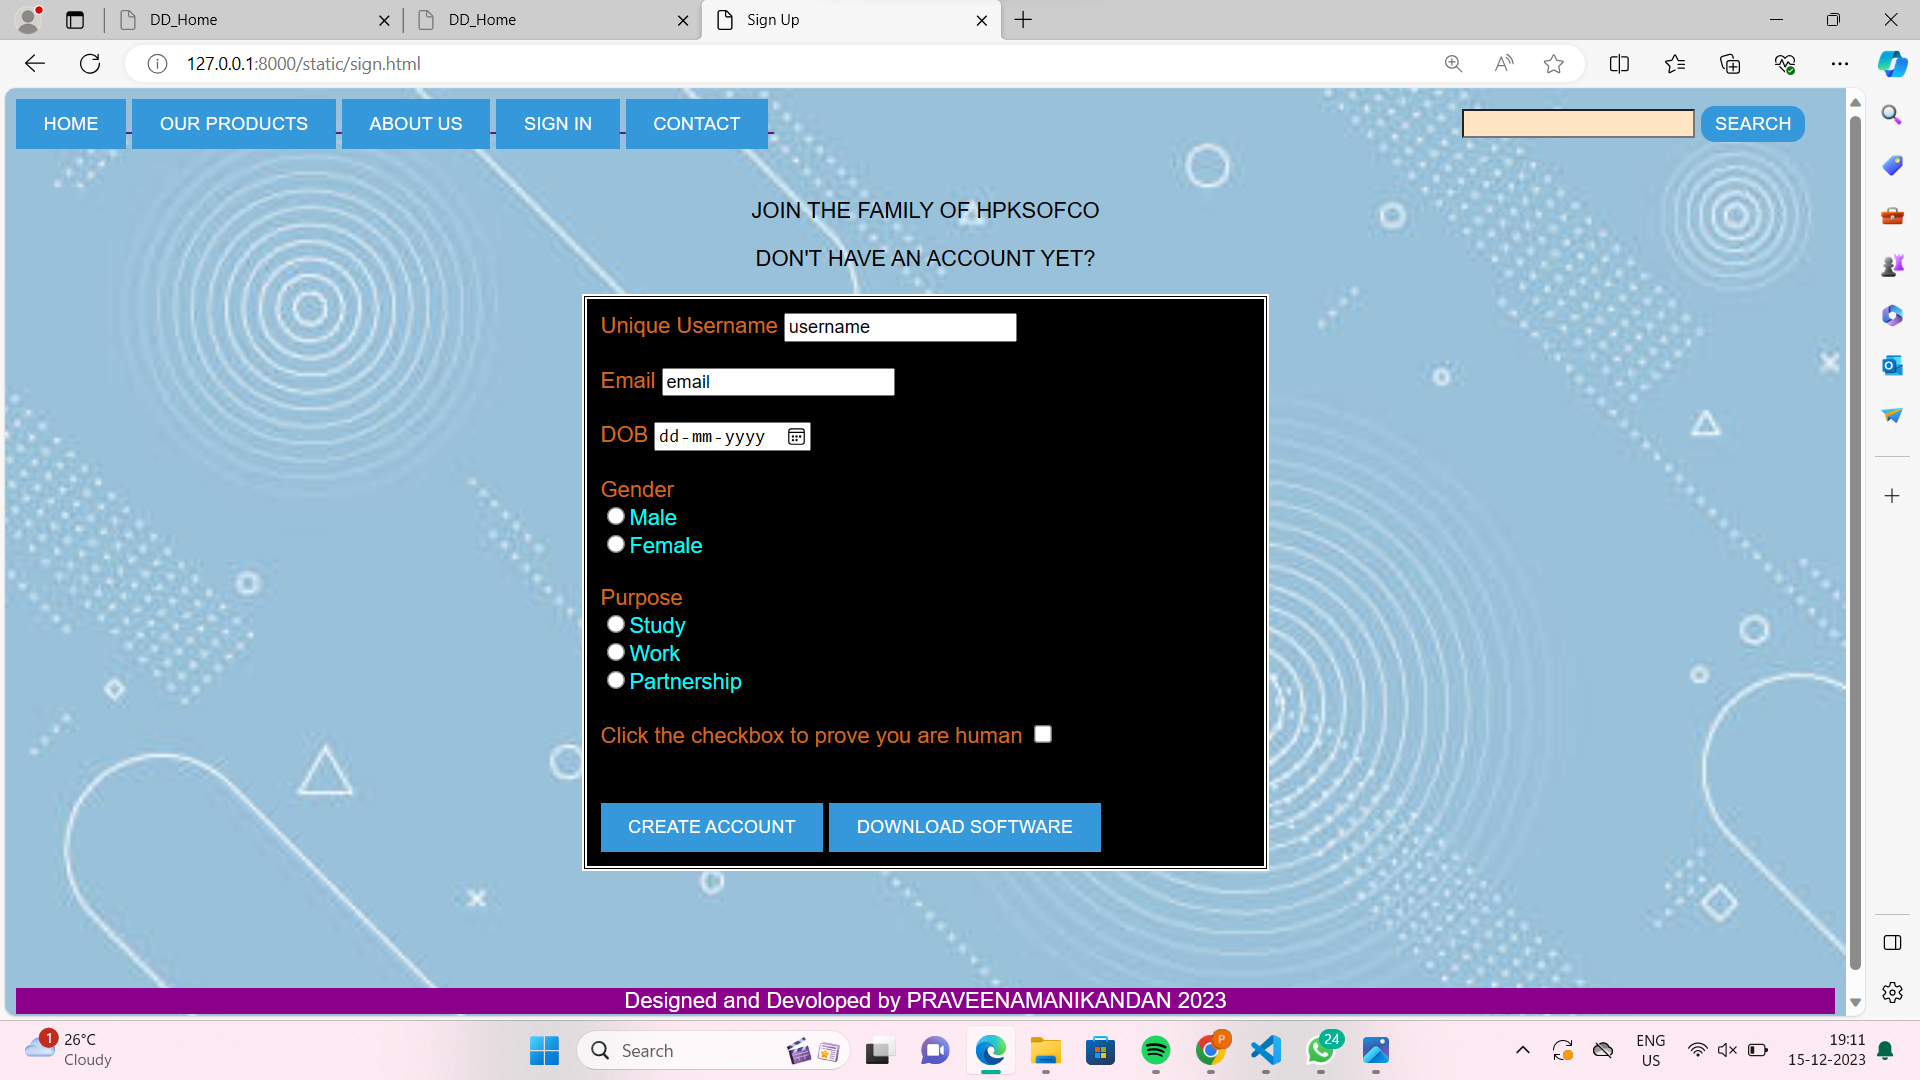 DD_Home
DD_Home
Sign Up
127.0.0.1:8000/static/sign.html
HOME
OUR PRODUCTS
ABOUT US
SIGN IN
CONTACT
SEARCH
JOIN THE FAMILY OF HPKSOFCO
DON'T HAVE AN ACCOUNT YET?
Unique Username username
Email email
DOB dd-mm-yyyy
Gender
Male
Female
Purpose
Study
Work
Partnership
Click the checkbox to prove you are human
CREATE ACCOUNT
DOWNLOAD SOFTWARE
Designed and Devoloped by PRAVEENAMANIKANDAN 2023
1
26°C
Cloudy
Search
P
24
ENG
US
19:11
15-12-2023